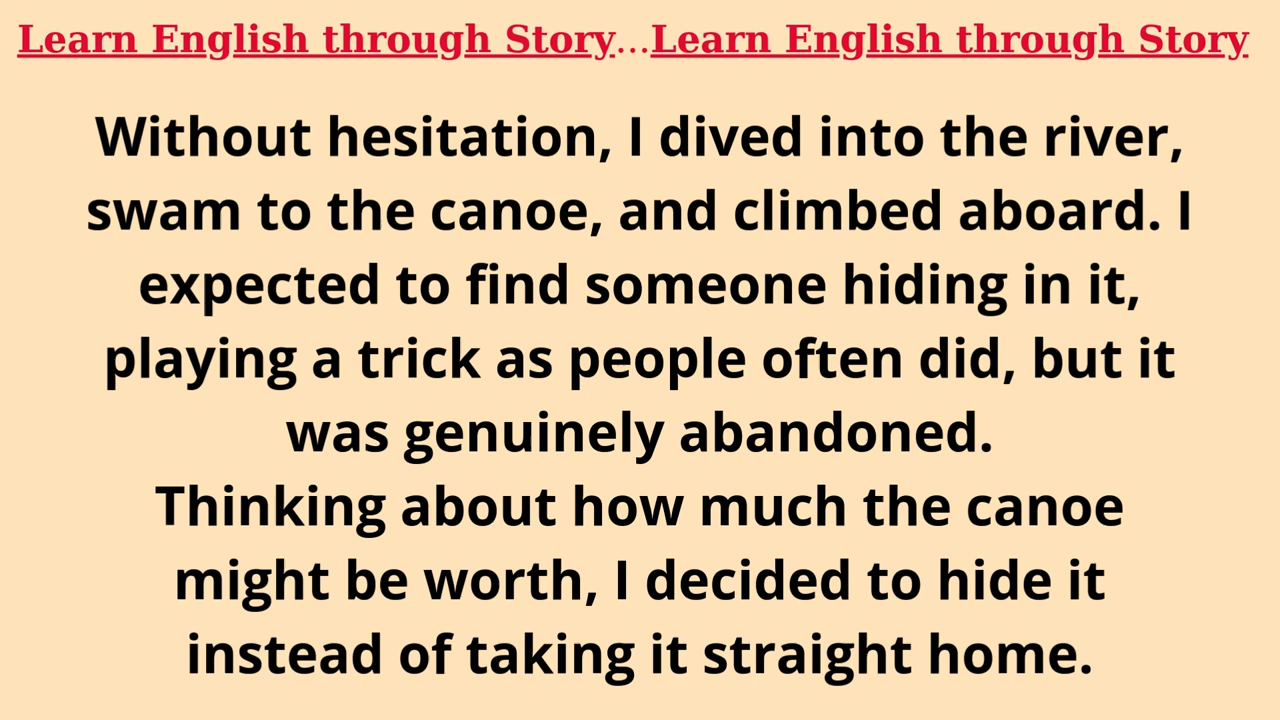 Learn English through Story...Learn English through Story
Without hesitation, I dived into the river,
swam to the canoe, and climbed aboard. I
expected to find someone hiding in it,
playing a trick as people often did, but it
was genuinely abandoned.
Thinking about how much the canoe
might be worth, I decided to hide it
instead of taking it straight home.